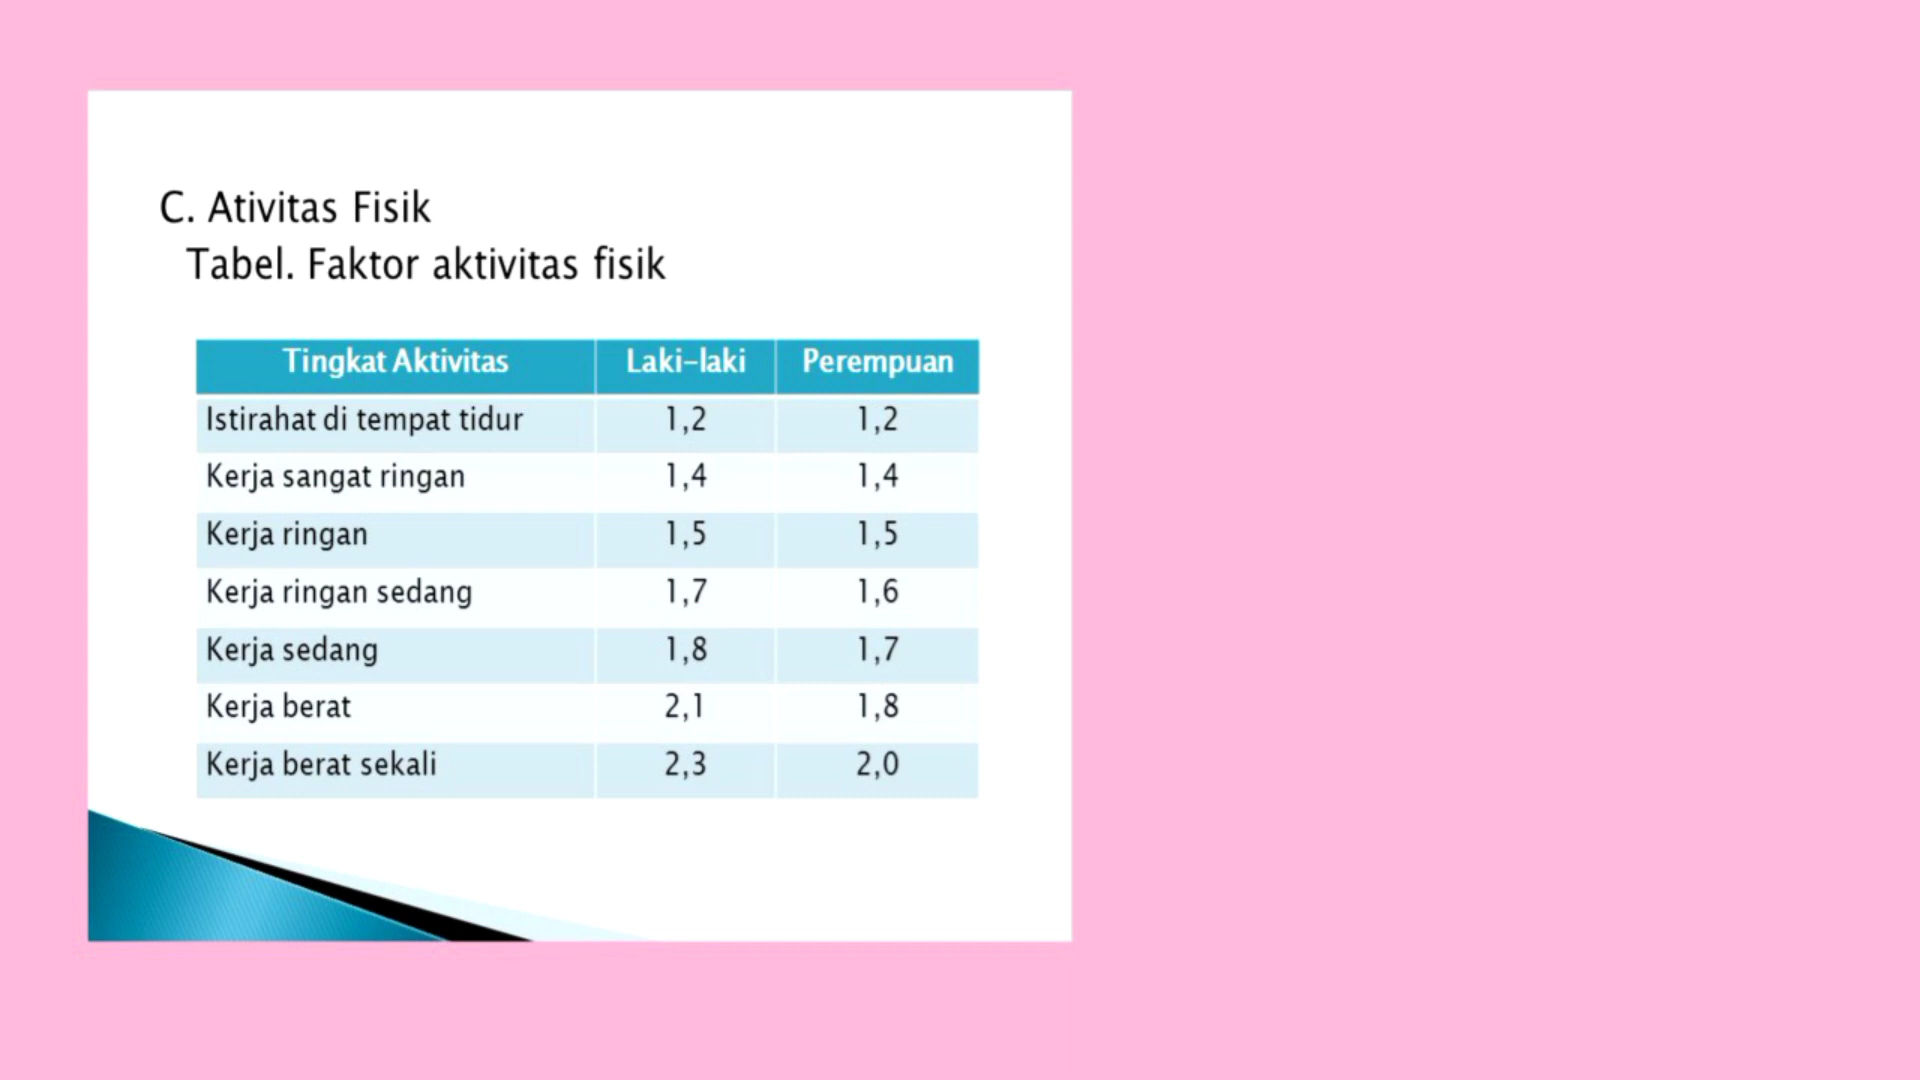 C. Ativitas Fisik
Tabel. Faktor aktivitas fisik
Tingkat Aktivitas Laki-laki Perempuan
Istirahat di tempat tidur 1,2 1,2
Kerja sangat ringan 1,4 1,4
Kerja ringan 1,5 1,5
Kerja ringan sedang 1,7 1,6
Kerja sedang 1,8 1,7
Kerja berat 2,1 1,8
Kerja berat sekali 2,3 2,0